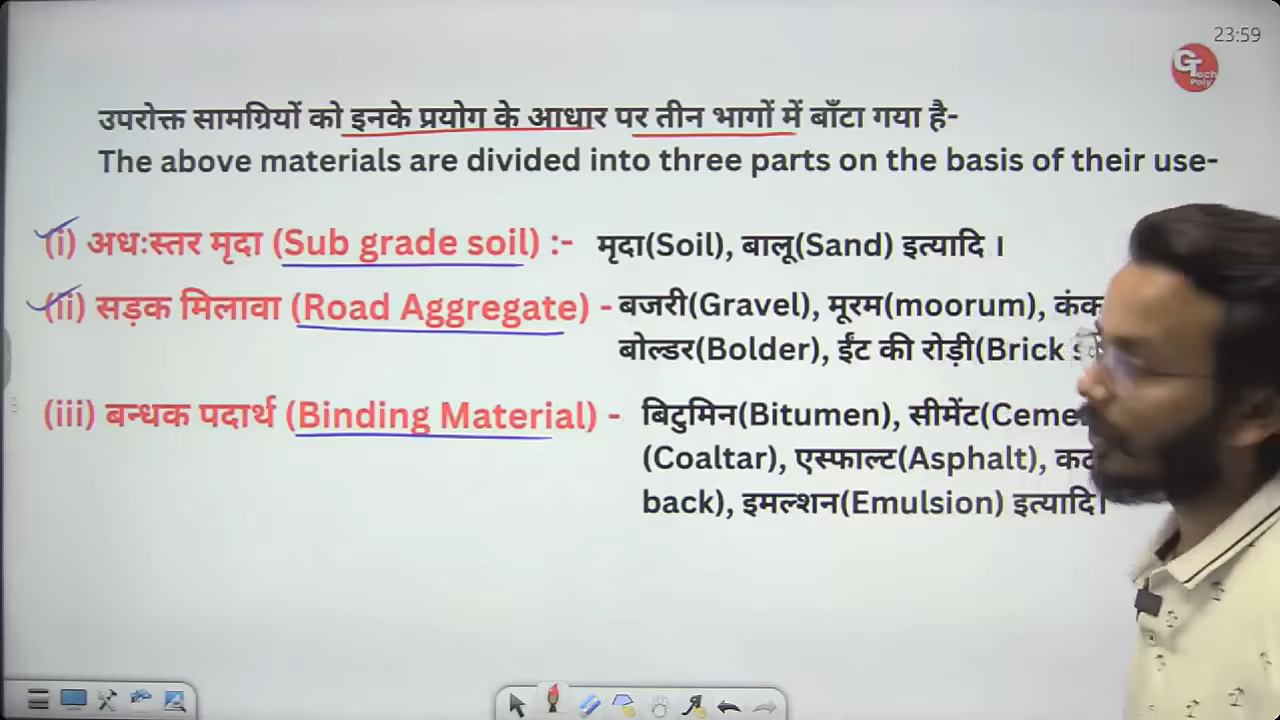 23:59
GTech Poly
उपरोक्त सामग्रियों को इनके प्रयोग के आधार पर तीन भागों में बाँटा गया है-
The above materials are divided into three parts on the basis of their use-
(i) अधःस्तर मृदा (Sub grade soil) :- मृदा(Soil), बालू(Sand) इत्यादि ।
(ii) सड़क मिलावा (Road Aggregate) - बजरी(Gravel), मूरम(moorum),
बोल्डर(Bolder), ईंट की रोड़ी(Brick
(iii) बन्धक पदार्थ (Binding Material) - बिटुमिन(Bitumen), सीमेंट(Ceme
(Coaltar), एस्फाल्ट(Asphalt),
back), इमल्शन(Emulsion) इत्यादि।